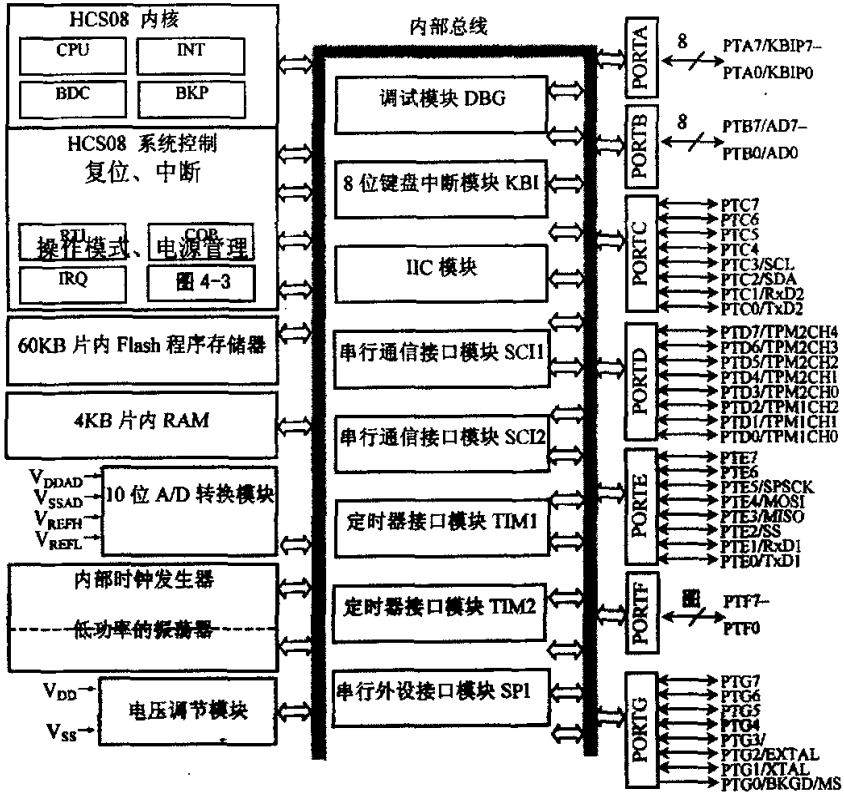 HCS08 内核
CPU
INT
BDC
BKP
HCS08 系统控制
复位、中断
RTI
COP
操作模式、电源管理
IRQ
图 4-3
60KB 片内 Flash 程序存储器
4KB 片内 RAM
VDDAD
VSSAD
VREFH
VREFL
10 位 A/D 转换模块
内部时钟发生器
低功率的振荡器
VDD
VSS
电压调节模块
内部总线
调试模块 DBG
8 位键盘中断模块 KBI
IIC 模块
串行通信接口模块 SCI1
串行通信接口模块 SCI2
定时器接口模块 TIM1
定时器接口模块 TIM2
串行外设接口模块 SPI
PORTA
8
PTA7/KBIP7–
PTA0/KBIP0
PORTB
8
PTB7/AD7–
PTB0/AD0
PORTC
PTC7
PTC6
PTC5
PTC4
PTC3/SCL
PTC2/SDA
PTC1/RxD2
PTC0/TxD2
PORTD
PTD7/TPM2CH4
PTD6/TPM2CH3
PTD5/TPM2CH2
PTD4/TPM2CH1
PTD3/TPM2CH0
PTD2/TPM1CH2
PTD1/TPM1CH1
PTD0/TPM1CH0
PORTE
PTE7
PTE6
PTE5/SPSCK
PTE4/MOSI
PTE3/MISO
PTE2/SS
PTE1/RxD1
PTE0/TxD1
PORTF
图
PTF7–
PTF0
PORTG
PTG7
PTG6
PTG5
PTG4
PTG3/
PTG2/EXTAL
PTG1/XTAL
PTG0/BKGD/MS